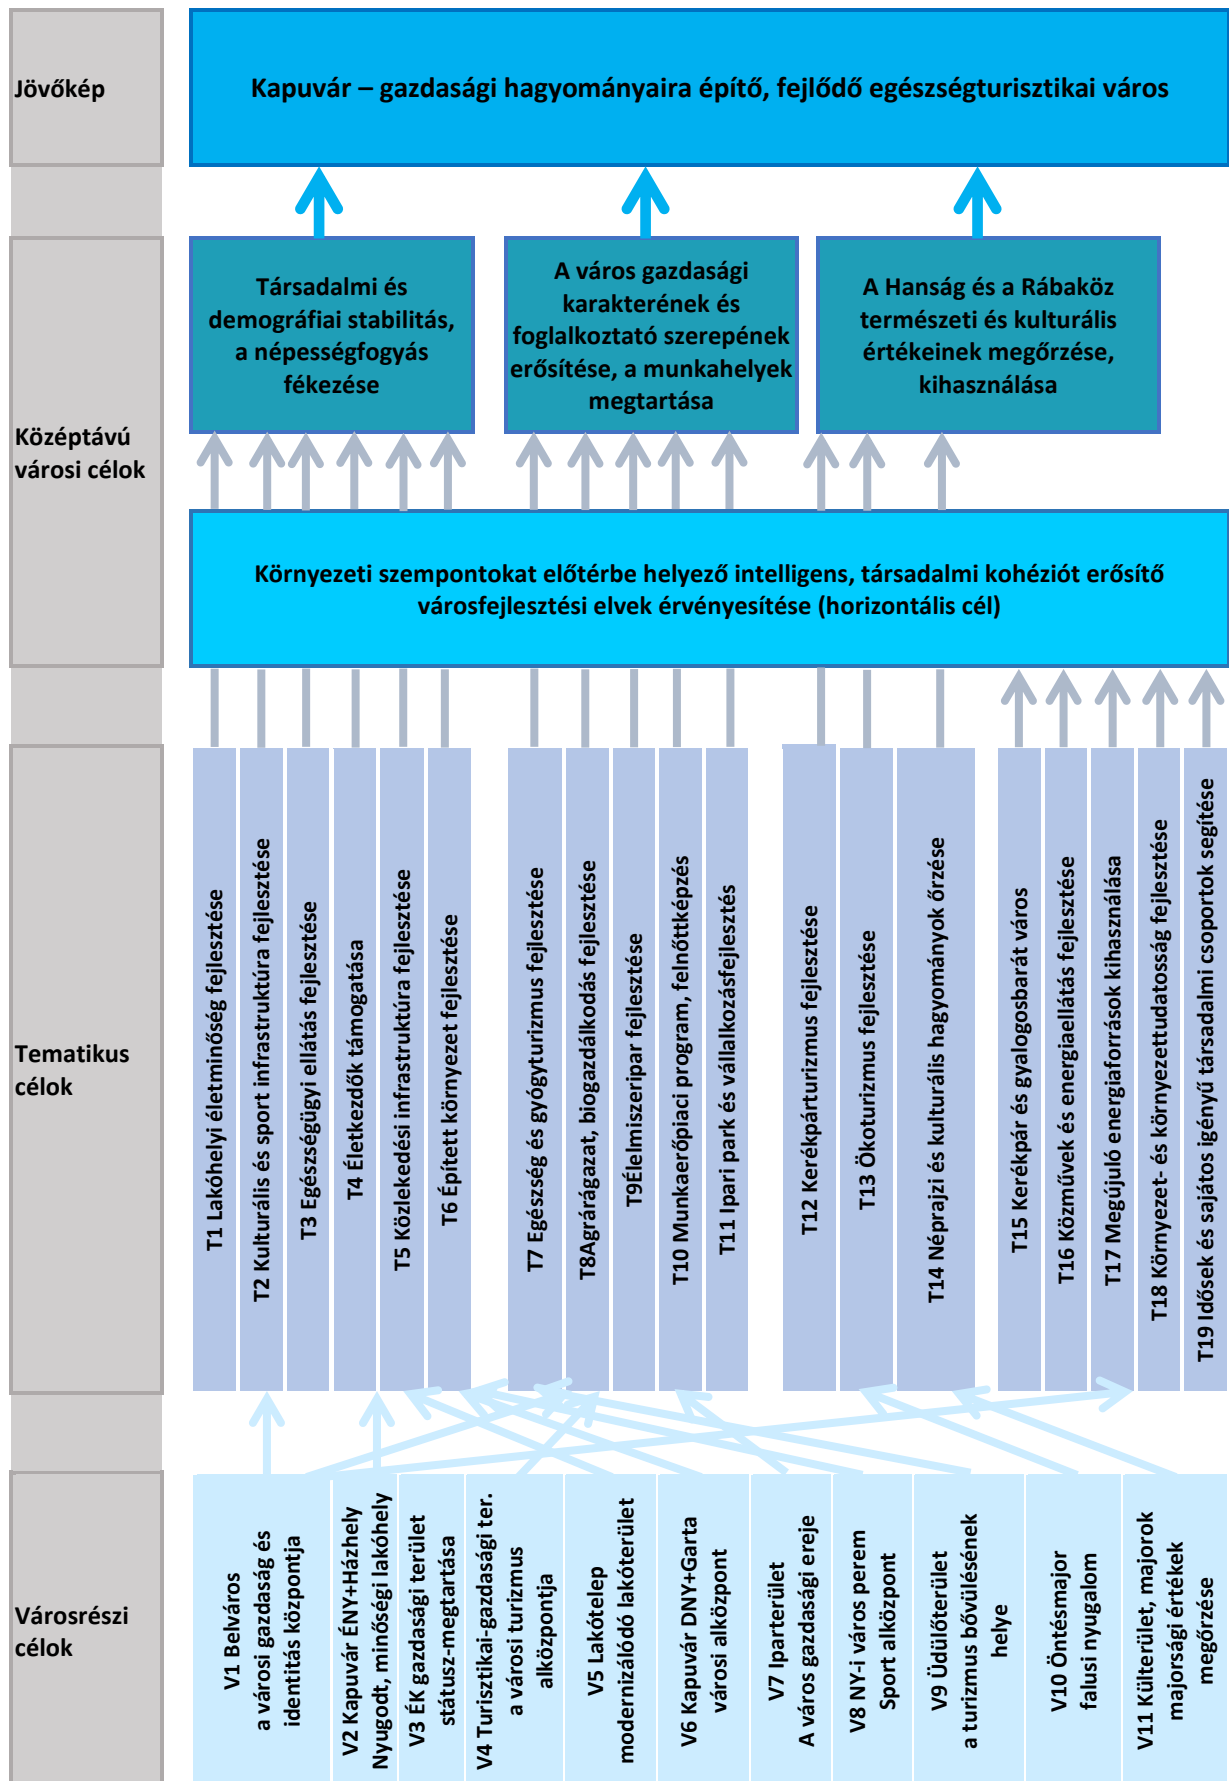 Jövőkép
Kapuvár – gazdasági hagyományaira építő, fejlődő egészségturisztikai város
Középtávú
városi célok
Társadalmi és
demográfiai stabilitás,
a népességfogyás
fékezése
A város gazdasági
karakterének és
foglalkoztató szerepének
erősítése, a munkahelyek
megtartása
A Hanság és a Rábaköz
természeti és kulturális
értékeinek megőrzése,
kihasználása
Környezeti szempontokat előtérbe helyező intelligens, társadalmi kohéziót erősítő
városfejlesztési elvek érvényesítése (horizontális cél)
Tematikus
célok
T1 Lakóhelyi életminőség fejlesztése
T2 Kulturális és sport infrastruktúra fejlesztése
T3 Egészségügyi ellátás fejlesztése
T4 Életkezdők támogatása
T5 Közlekedési infrastruktúra fejlesztése
T6 Épített környezet fejlesztése
T7 Egészség és gyógyturizmus fejlesztése
T8Agrárágazat, biogazdálkodás fejlesztése
T9Élelmiszeripar fejlesztése
T10 Munkaerőpiaci program, felnőttképzés
T11 Ipari park és vállalkozásfejlesztés
T12 Kerékpárturizmus fejlesztése
T13 Ökoturizmus fejlesztése
T14 Néprajzi és kulturális hagyományok őrzése
T15 Kerékpár és gyalogosbarát város
T16 Közművek és energiaellátás fejlesztése
T17 Megújuló energiaforrások kihasználása
T18 Környezet- és környezettudatosság fejlesztése
T19 Idősek és sajátos igényű társadalmi csoportok segítése
Városrészi
célok
V1 Belváros
a városi gazdaság és
identitás központja
V2 Kapuvár ÉNY+Házhely
Nyugodt, minőségi lakóhely
V3 ÉK gazdasági terület
státusz-megtartása
V4 Turisztikai-gazdasági ter.
a városi turizmus
alközpontja
V5 Lakótelep
modernizálódó lakóterület
V6 Kapuvár DNY+Garta
városi alközpont
V7 Iparterület
A város gazdasági ereje
V8 NY-i város perem
Sport alközpont
V9 Üdülőterület
a turizmus bővülésének
helye
V10 Öntésmajor
falusi nyugalom
V11 Külterület, majorok
majorsági értékek
megőrzése